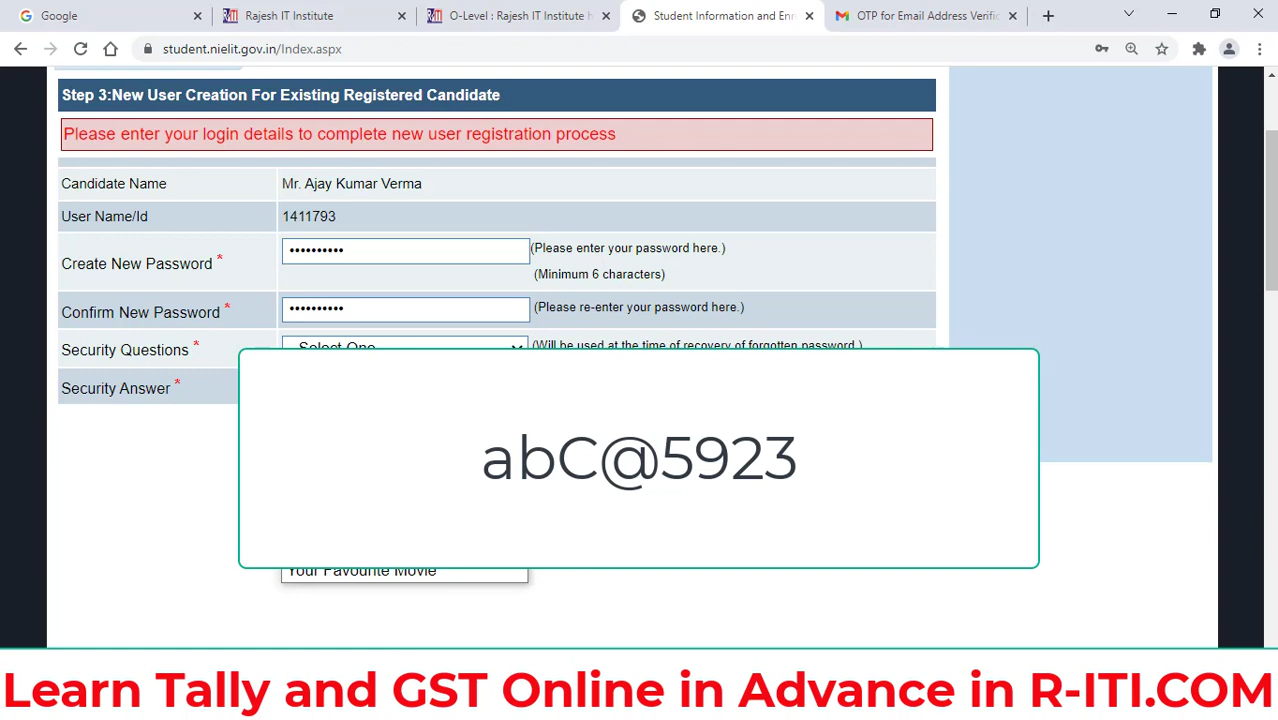 Google
Rajesh IT Institute
O-Level : Rajesh IT Institute h
Student Information and Enr
OTP for Email Address Verific
student.nielit.gov.in/Index.aspx
Step 3:New User Creation For Existing Registered Candidate
Please enter your login details to complete new user registration process
Candidate Name
Mr. Ajay Kumar Verma
User Name/Id
1411793
Create New Password *
(Please enter your password here.)
(Minimum 6 characters)
Confirm New Password *
(Please re-enter your password here.)
Security Questions *
Select One
(Will be used at the time of recovery of forgotten password.)
Security Answer *
abC@5923
Your Favourite Movie
Learn Tally and GST Online in Advance in R-ITI.COM